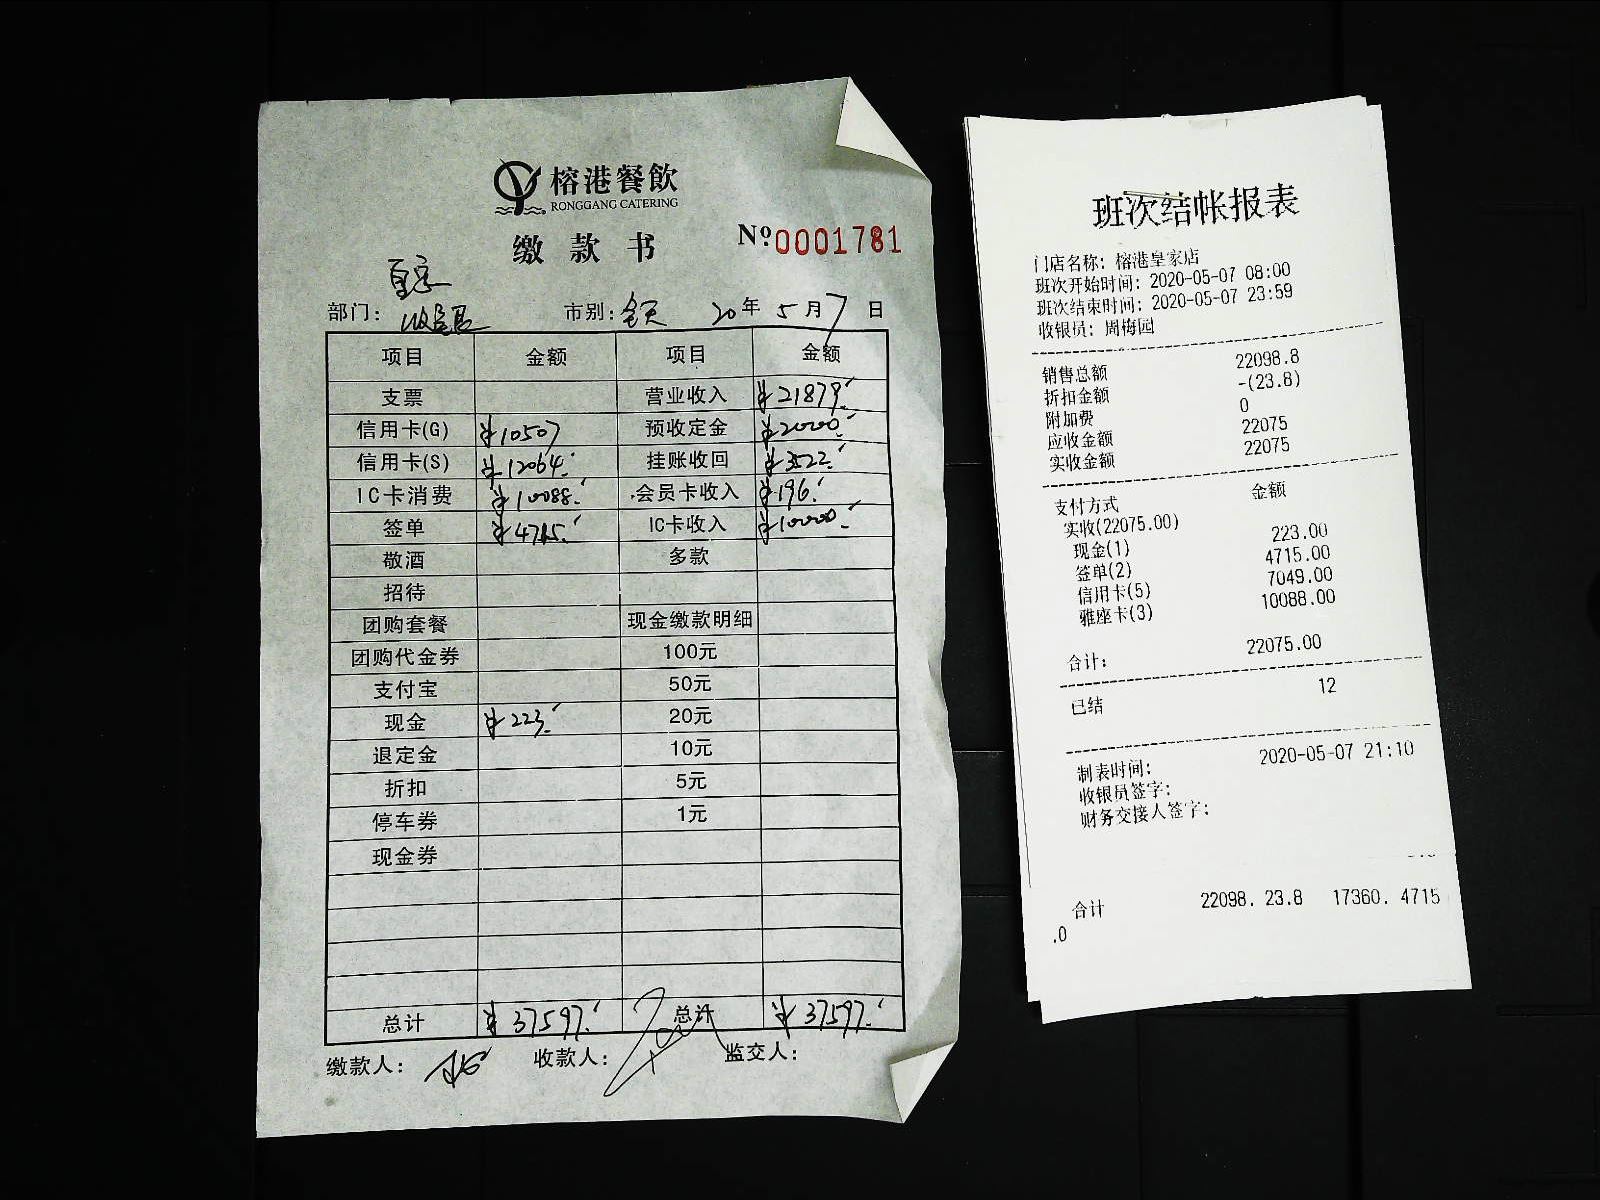 榕港餐飲
RONGGANG CATERING
缴款书
№0001781
皇家
部门: 收银区 市别: 全天 20年5月7日
项目 金额 项目 金额
支票 营业收入 ¥21879.
信用卡(G) ¥10507 预收定金 ¥2000.
信用卡(S) ¥12064. 挂账收回 ¥3522.
IC卡消费 ¥10088. 会员卡收入 ¥196.
签单 ¥4715. IC卡收入 ¥10000.
敬酒 多款
招待
团购套餐 现金缴款明细
团购代金券 100元
支付宝 50元
现金 ¥223. 20元
退定金 10元
折扣 5元
停车券 1元
现金券
总计 ¥37597. 总计 ¥37597.
缴款人: 收款人: 监交人:
班次结帐报表
门店名称: 榕港皇家店
班次开始时间: 2020-05-07 08:00
班次结束时间: 2020-05-07 23:59
收银员: 周梅园
销售总额 22098.8
折扣金额 -(23.8)
附加费 0
应收金额 22075
实收金额 22075
支付方式 金额
实收(22075.00)
现金(1) 223.00
签单(2) 4715.00
信用卡(5) 7049.00
雅座卡(3) 10088.00
合计: 22075.00
已结 12
制表时间: 2020-05-07 21:10
收银员签字:
财务交接人签字:
合计 22098. 23.8 17360. 4715
.0